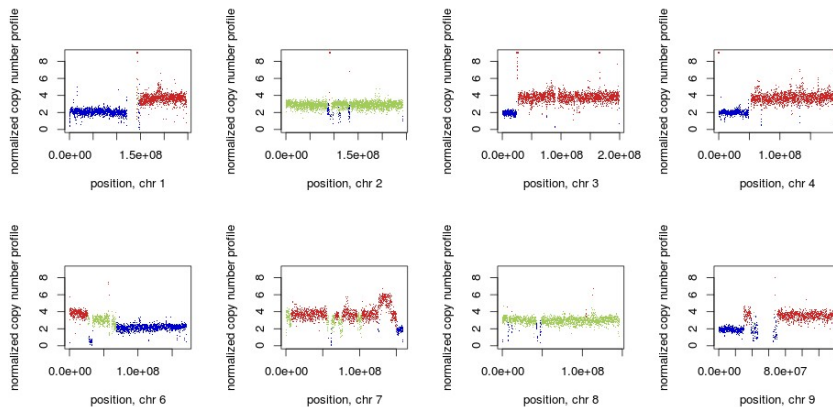 normalized copy number profile
0 2 4 6 8
0.0e+00 1.5e+08
position, chr 1
normalized copy number profile
0 2 4 6 8
0.0e+00 1.5e+08
position, chr 2
normalized copy number profile
0 2 4 6 8
0.0e+00 1.0e+08 2.0e+08
position, chr 3
normalized copy number profile
0 2 4 6 8
0.0e+00 1.0e+08
position, chr 4
normalized copy number profile
0 2 4 6 8
0.0e+00 1.0e+08
position, chr 6
normalized copy number profile
0 2 4 6 8
0.0e+00 1.0e+08
position, chr 7
normalized copy number profile
0 2 4 6 8
0.0e+00 1.0e+08
position, chr 8
normalized copy number profile
0 2 4 6 8
0.0e+00 8.0e+07
position, chr 9